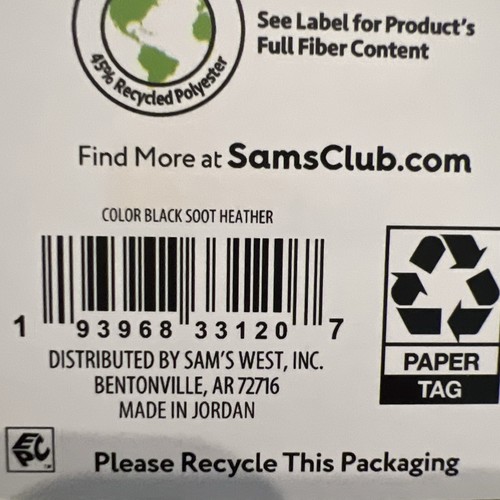 See Label for Product's
Full Fiber Content
45% Recycled Polyester
Find More at SamsClub.com
COLOR BLACK SOOT HEATHER
1 93968 33120 7
DISTRIBUTED BY SAM'S WEST, INC.
BENTONVILLE, AR 72716
MADE IN JORDAN
PAPER
TAG
EPC
Please Recycle This Packaging